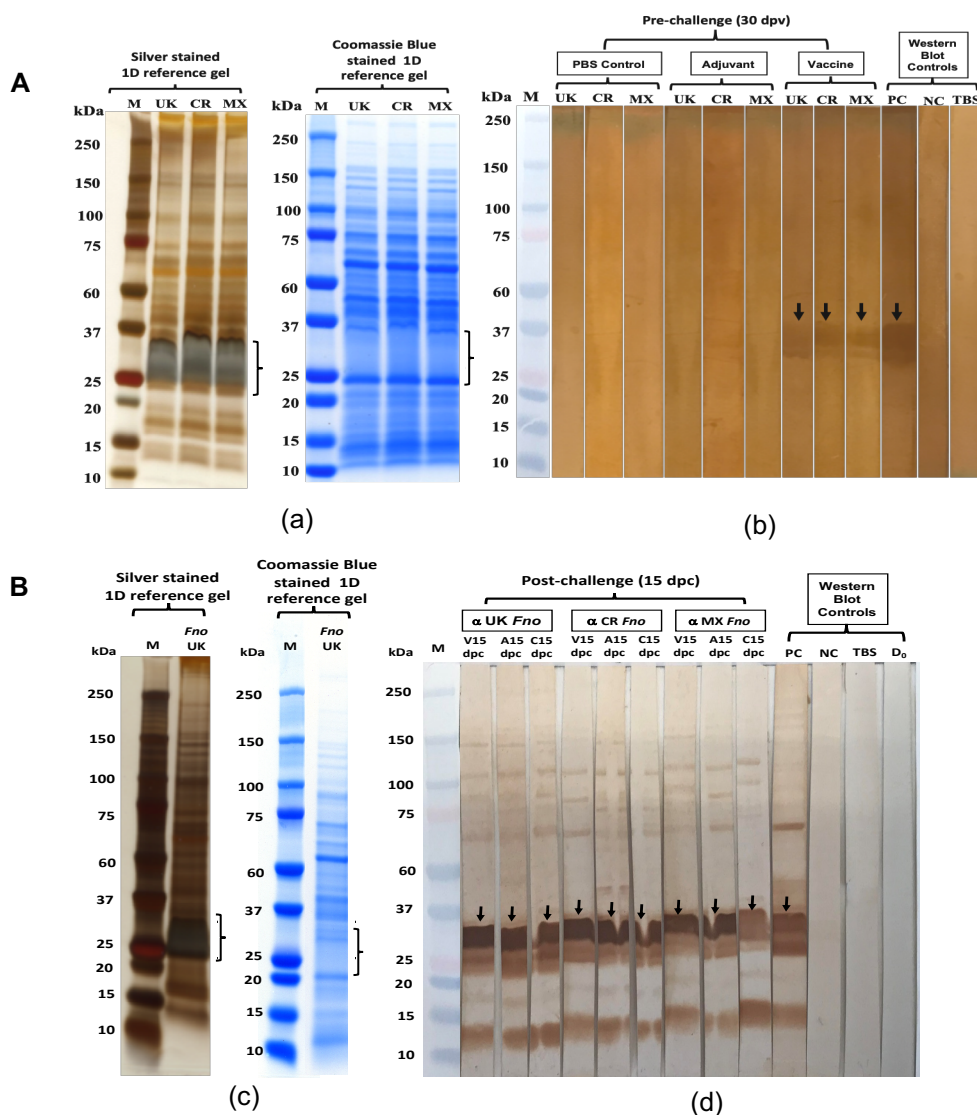 A
Silver stained
1D reference gel
kDa
M
UK
CR
MX
250
150
100
75
60
37
25
20
15
10
Coomassie Blue
stained 1D
reference gel
kDa
M
UK
CR
MX
250
150
100
75
60
37
25
20
15
10
(a)
Pre-challenge (30 dpv)
PBS Control
Adjuvant
Vaccine
Western
Blot
Controls
kDa
M
UK
CR
MX
UK
CR
MX
UK
CR
MX
PC
NC
TBS
250
150
100
75
60
37
25
20
15
10
(b)
B
Silver stained
1D reference gel
kDa
M
Fno
UK
250
150
100
75
60
37
25
20
15
10
Coomassie Blue
stained 1D
reference gel
kDa
M
Fno
UK
250
150
100
75
60
37
25
20
15
10
(c)
Post-challenge (15 dpc)
α UK Fno
α CR Fno
α MX Fno
Western
Blot
Controls
kDa
M
V15 A15 C15 V15 A15 C15 V15 A15 C15
dpc dpc dpc dpc dpc dpc dpc dpc dpc
PC
NC
TBS
D₀
250
150
100
75
60
37
25
20
15
10
(d)